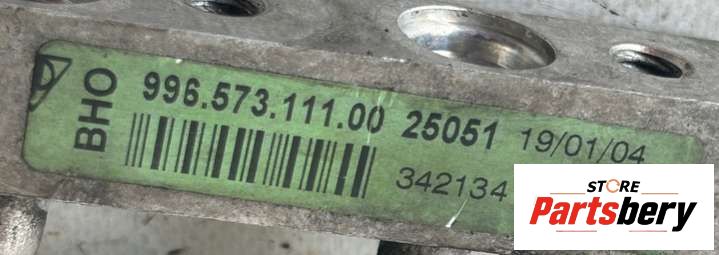 BHO
996.573.111.00 25051 19/01/04
342134
STORE
Partsbery